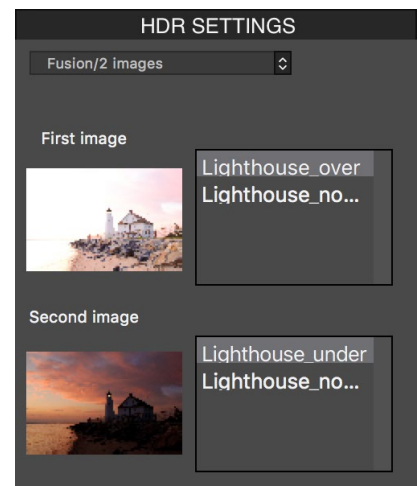 HDR SETTINGS
Fusion/2 images
First image
Lighthouse_over
Lighthouse_no...
Second image
Lighthouse_under
Lighthouse_no...